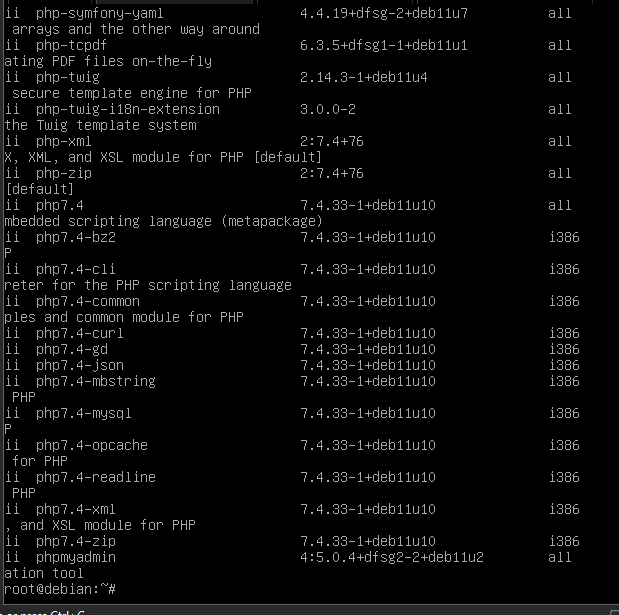 ii  php-symfony-yaml                 4.4.19+dfsg-2+deb11u7          all
 arrays and the other way around
ii  php-tcpdf                        6.3.5+dfsg1-1+deb11u1          all
ating PDF files on-the-fly
ii  php-twig                         2.14.3-1+deb11u4               all
 secure template engine for PHP
ii  php-twig-i18n-extension          3.0.0-2                        all
the Twig template system
ii  php-xml                          2:7.4+76                       all
X, XML, and XSL module for PHP [default]
ii  php-zip                          2:7.4+76                       all
[default]
ii  php7.4                           7.4.33-1+deb11u10              all
mbedded scripting language (metapackage)
ii  php7.4-bz2                       7.4.33-1+deb11u10              i386
P
ii  php7.4-cli                       7.4.33-1+deb11u10              i386
reter for the PHP scripting language
ii  php7.4-common                    7.4.33-1+deb11u10              i386
ples and common module for PHP
ii  php7.4-curl                      7.4.33-1+deb11u10              i386
ii  php7.4-gd                        7.4.33-1+deb11u10              i386
ii  php7.4-json                      7.4.33-1+deb11u10              i386
ii  php7.4-mbstring                  7.4.33-1+deb11u10              i386
 PHP
ii  php7.4-mysql                     7.4.33-1+deb11u10              i386
P
ii  php7.4-opcache                   7.4.33-1+deb11u10              i386
 for PHP
ii  php7.4-readline                  7.4.33-1+deb11u10              i386
 PHP
ii  php7.4-xml                       7.4.33-1+deb11u10              i386
, and XSL module for PHP
ii  php7.4-zip                       7.4.33-1+deb11u10              i386
ii  phpmyadmin                       4:5.0.4+dfsg2-2+deb11u2        all
ation tool
root@debian:~#